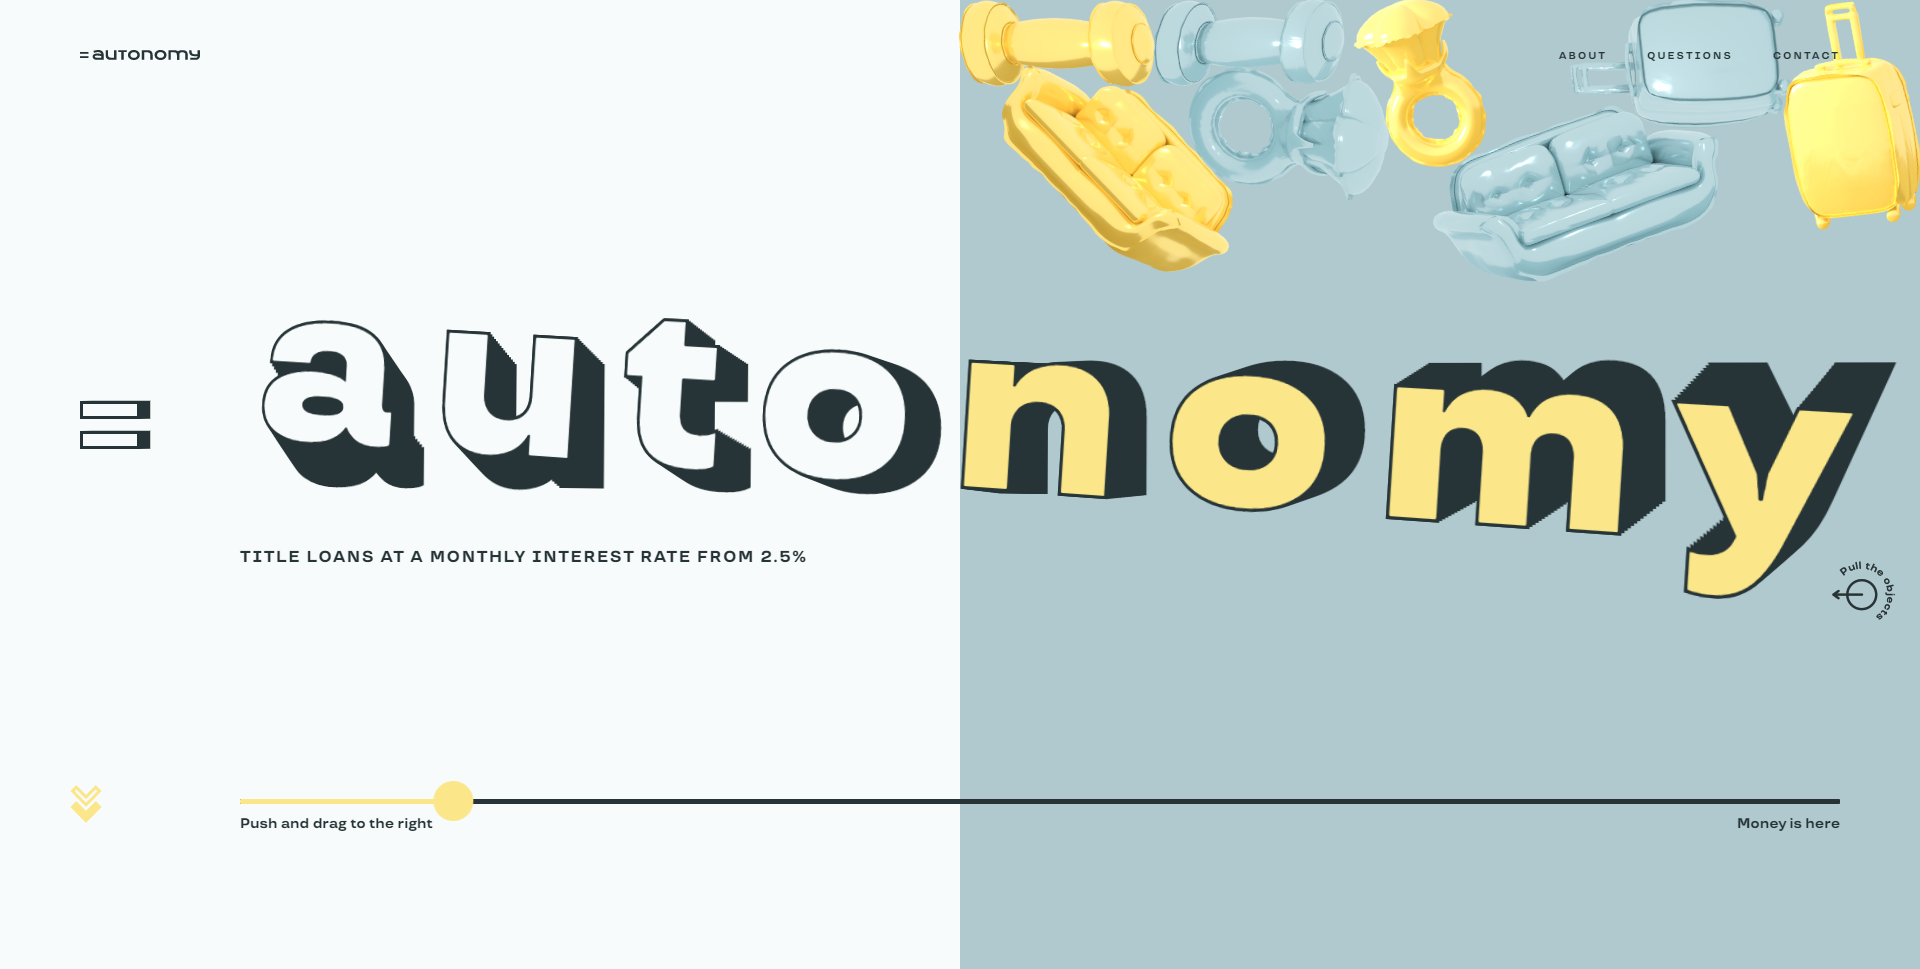 =autonomy
ABOUT QUESTIONS CONTACT
= autonomy
TITLE LOANS AT A MONTHLY INTEREST RATE FROM 2.5%
Pull the objects
Push and drag to the right
Money is here